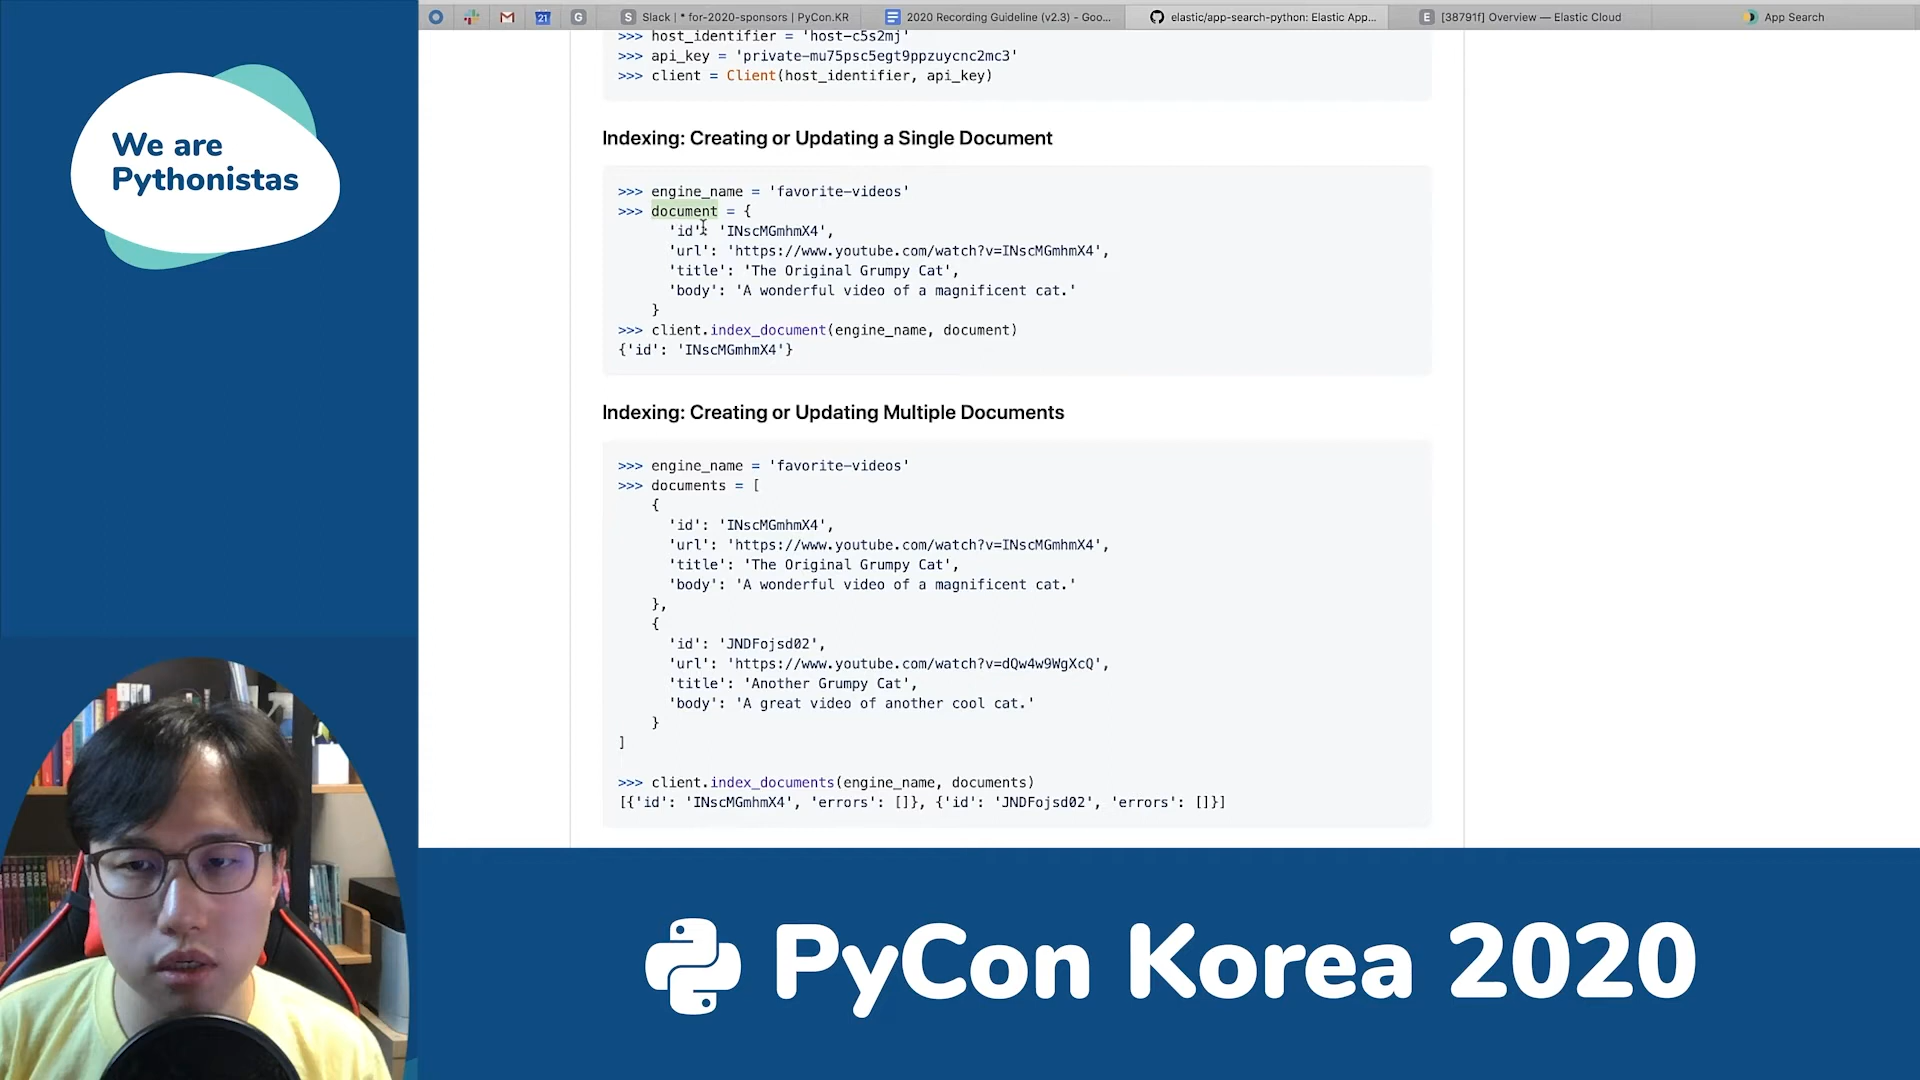 We are
Pythonistas
21
G
S Slack | * for-2020-sponsors | PyCon.KR
2020 Recording Guideline (v2.3) - Goo...
elastic/app-search-python: Elastic App...
E [38791f] Overview — Elastic Cloud
App Search
>>> host_identifier = 'host-c5s2mj'
>>> api_key = 'private-mu75psc5egt9ppzuycnc2mc3'
>>> client = Client(host_identifier, api_key)
Indexing: Creating or Updating a Single Document
>>> engine_name = 'favorite-videos'
>>> document = {
'id': 'INscMGmhmX4',
'url': 'https://www.youtube.com/watch?v=INscMGmhmX4',
'title': 'The Original Grumpy Cat',
'body': 'A wonderful video of a magnificent cat.'
}
>>> client.index_document(engine_name, document)
{'id': 'INscMGmhmX4'}
Indexing: Creating or Updating Multiple Documents
>>> engine_name = 'favorite-videos'
>>> documents = [
{
'id': 'INscMGmhmX4',
'url': 'https://www.youtube.com/watch?v=INscMGmhmX4',
'title': 'The Original Grumpy Cat',
'body': 'A wonderful video of a magnificent cat.'
},
{
'id': 'JNDFojsd02',
'url': 'https://www.youtube.com/watch?v=dQw4w9WgXcQ',
'title': 'Another Grumpy Cat',
'body': 'A great video of another cool cat.'
}
]
>>> client.index_documents(engine_name, documents)
[{'id': 'INscMGmhmX4', 'errors': []}, {'id': 'JNDFojsd02', 'errors': []}]
PyCon Korea 2020